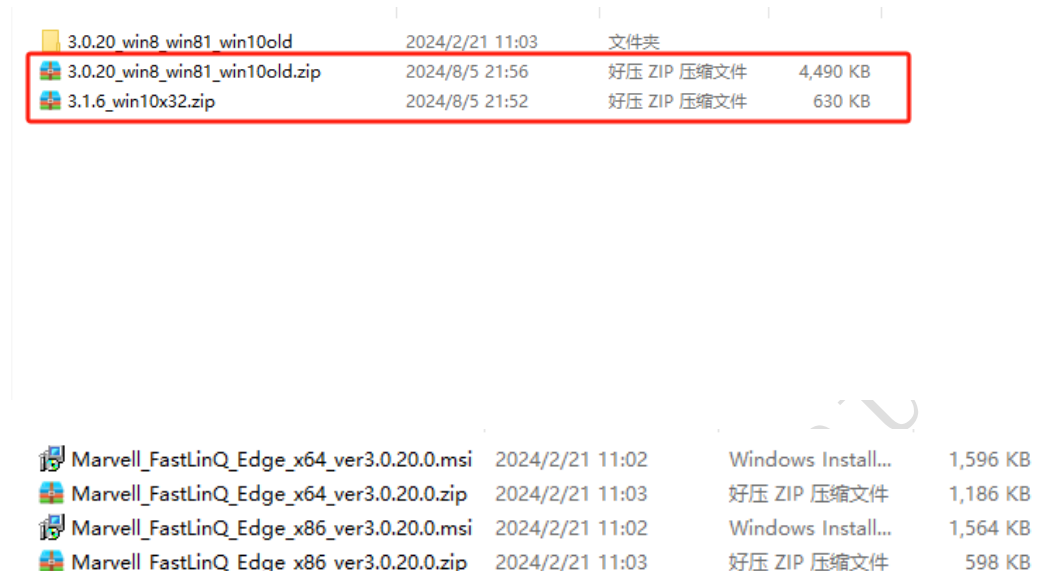 3.0.20_win8_win81_win10old 2024/2/21 11:03 文件夹
3.0.20_win8_win81_win10old.zip 2024/8/5 21:56 好压 ZIP 压缩文件 4,490 KB
3.1.6_win10x32.zip 2024/8/5 21:52 好压 ZIP 压缩文件 630 KB
Marvell_FastLinQ_Edge_x64_ver3.0.20.0.msi 2024/2/21 11:02 Windows Install... 1,596 KB
Marvell_FastLinQ_Edge_x64_ver3.0.20.0.zip 2024/2/21 11:03 好压 ZIP 压缩文件 1,186 KB
Marvell_FastLinQ_Edge_x86_ver3.0.20.0.msi 2024/2/21 11:02 Windows Install... 1,564 KB
Marvell_FastLinQ_Edge_x86_ver3.0.20.0.zip 2024/2/21 11:03 好压 ZIP 压缩文件 598 KB